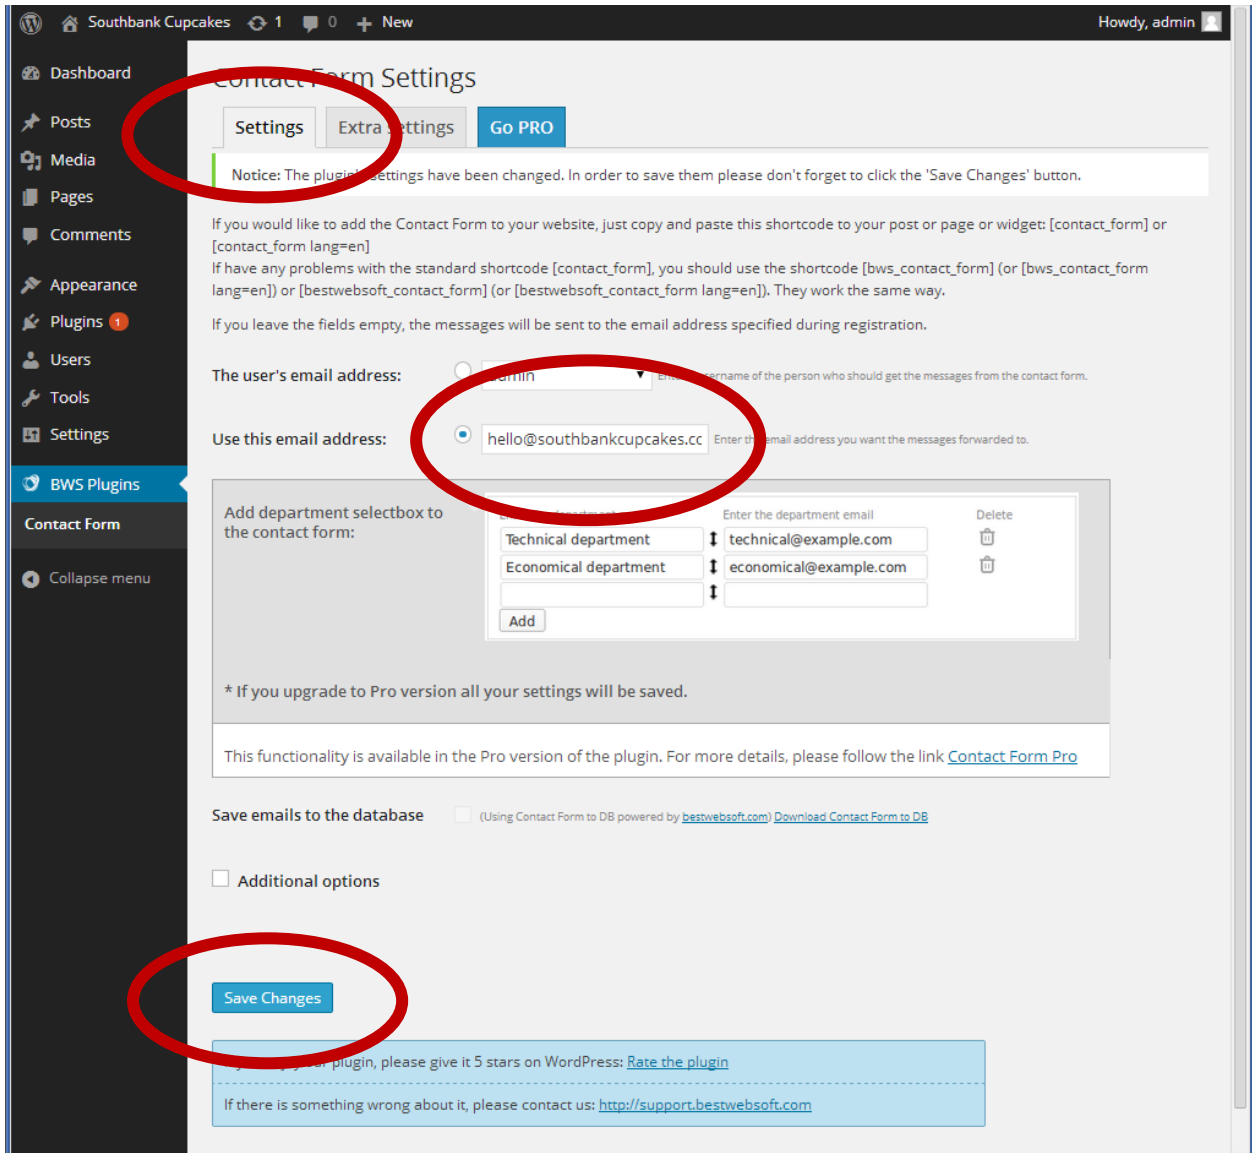 Southbank Cupcakes 1 0 New Howdy, admin
Dashboard
Posts
Media
Pages
Comments
Appearance
Plugins 1
Users
Tools
Settings
BWS Plugins
Contact Form
Collapse menu
Contact Form Settings
Settings Extra settings Go PRO
Notice: The plugin's settings have been changed. In order to save them please don't forget to click the 'Save Changes' button.
If you would like to add the Contact Form to your website, just copy and paste this shortcode to your post or page or widget: [contact_form] or
[contact_form lang=en]
If have any problems with the standard shortcode [contact_form], you should use the shortcode [bws_contact_form] (or [bws_contact_form
lang=en]) or [bestwebsoft_contact_form] (or [bestwebsoft_contact_form lang=en]). They work the same way.
If you leave the fields empty, the messages will be sent to the email address specified during registration.
The user's email address: admin username of the person who should get the messages from the contact form.
Use this email address: hello@southbankcupcakes.cc Enter the email address you want the messages forwarded to.
Add department selectbox to
the contact form:
Enter the department email Delete
Technical department technical@example.com
Economical department economical@example.com
Add
* If you upgrade to Pro version all your settings will be saved.
This functionality is available in the Pro version of the plugin. For more details, please follow the link Contact Form Pro
Save emails to the database (Using Contact Form to DB powered by bestwebsoft.com) Download Contact Form to DB
Additional options
Save Changes
plugin, please give it 5 stars on WordPress: Rate the plugin
If there is something wrong about it, please contact us: http://support.bestwebsoft.com